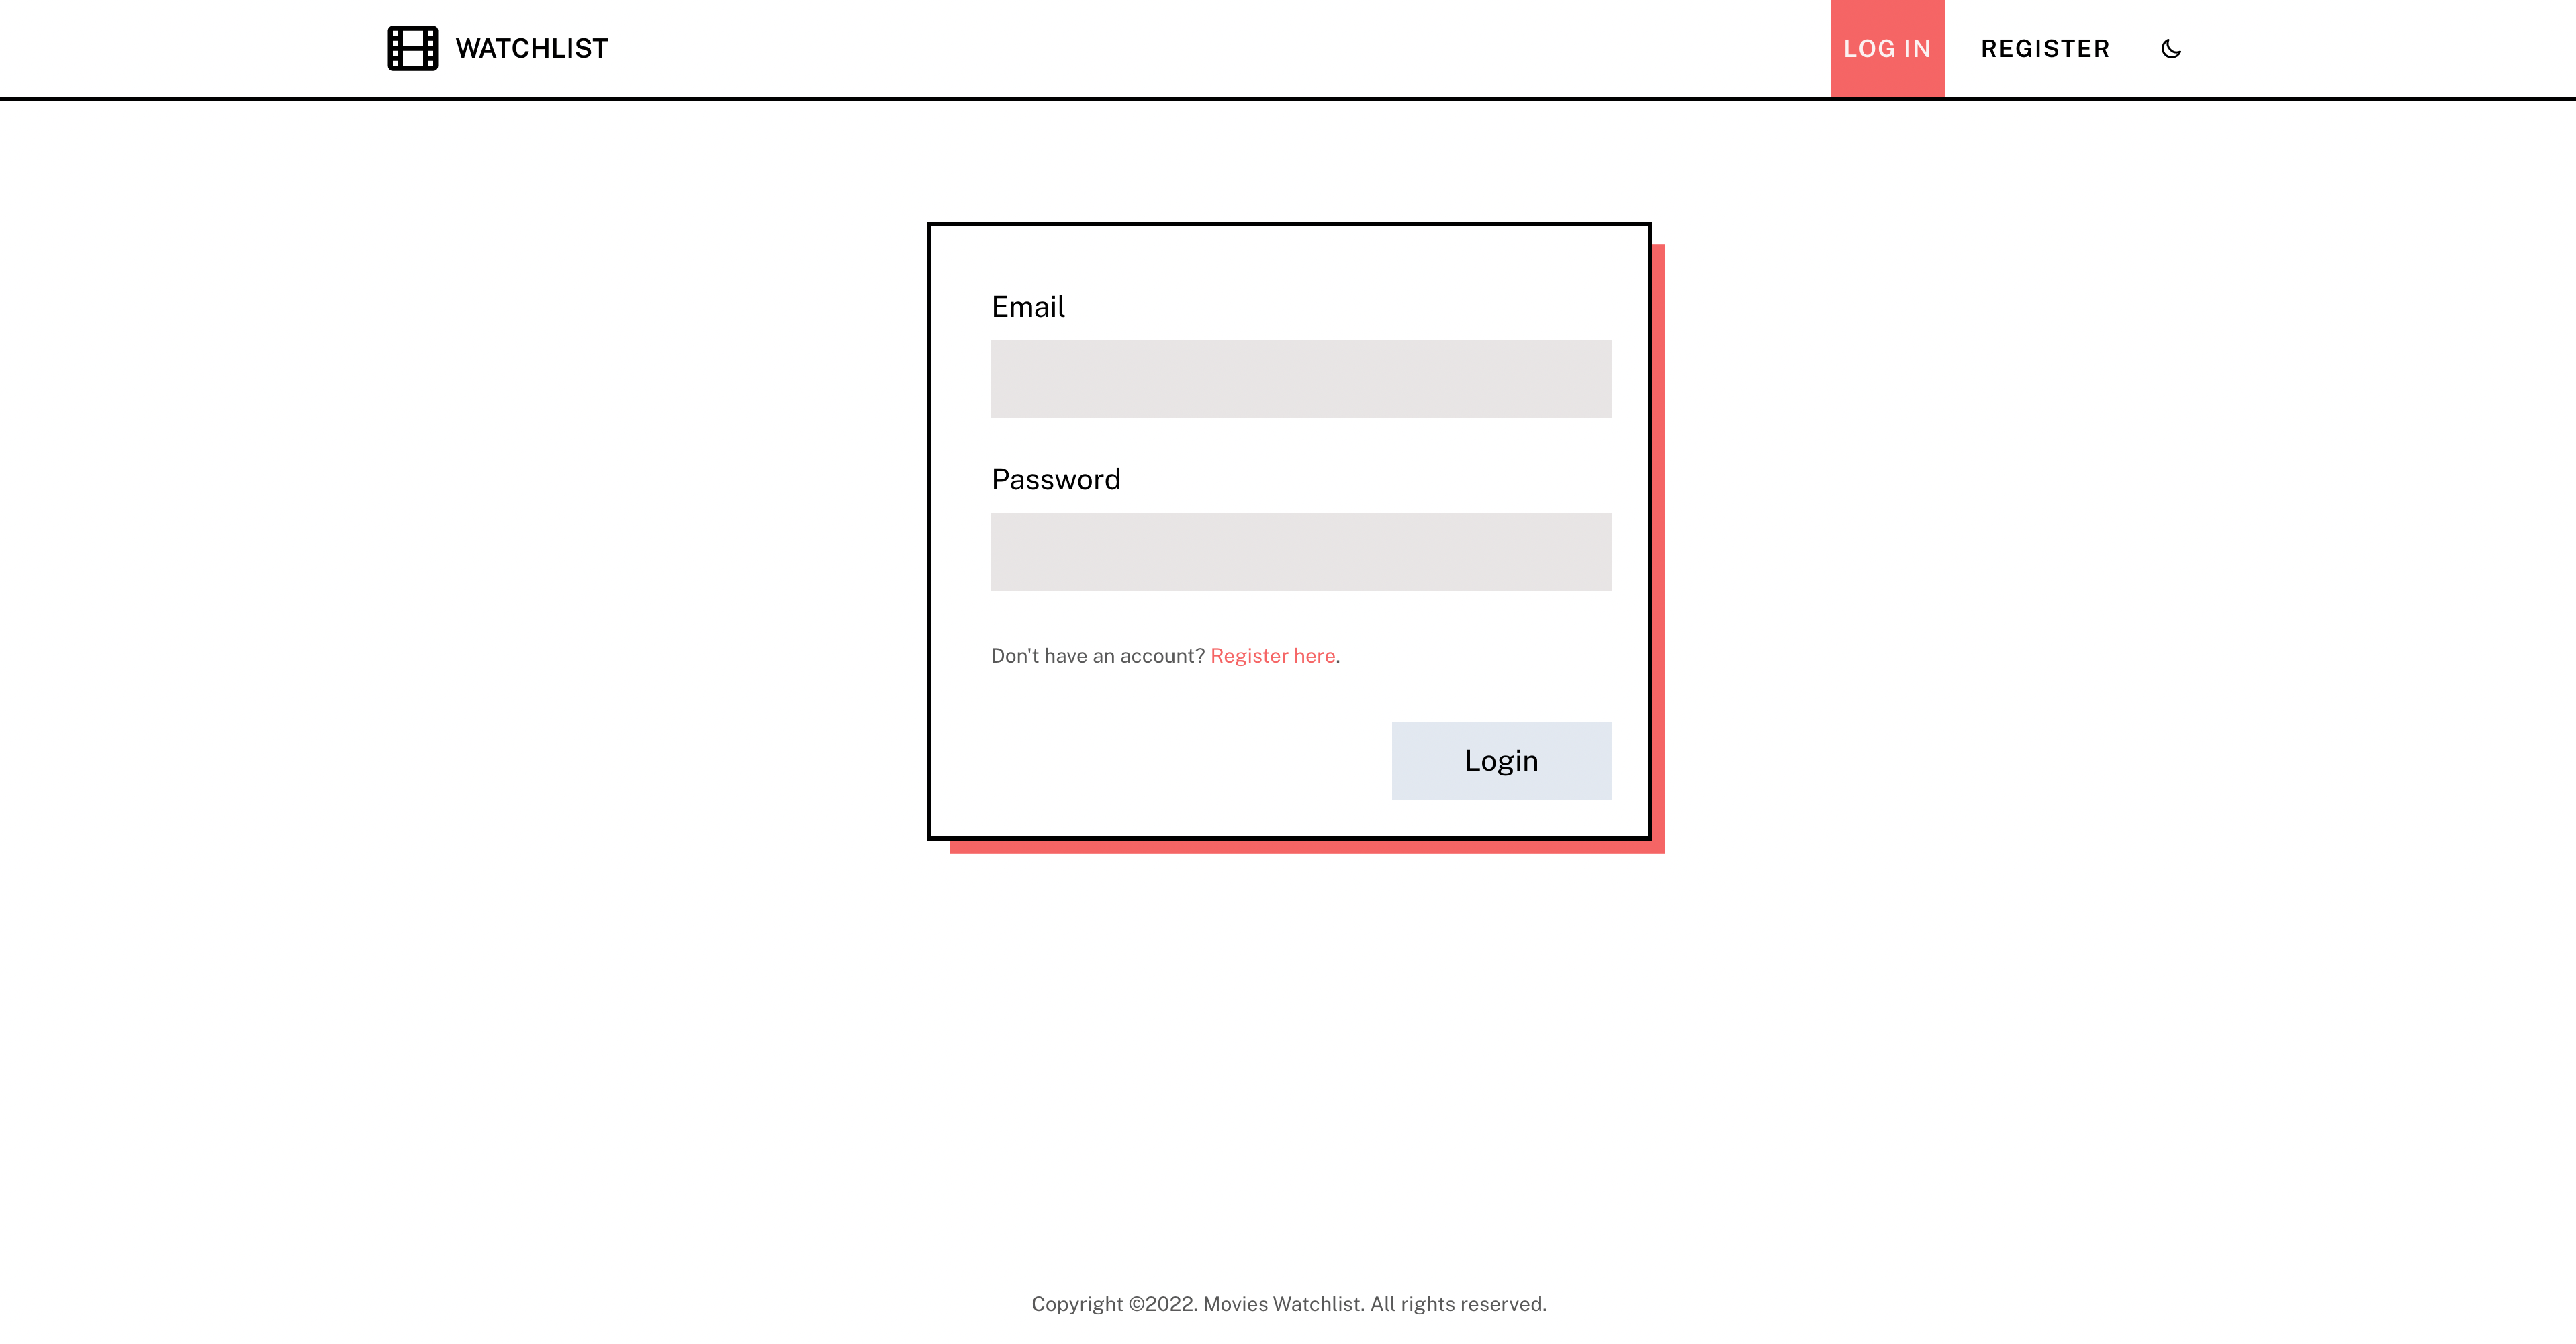 WATCHLIST
LOG IN
REGISTER
Email
Password
Don't have an account? Register here.
Login
Copyright ©2022. Movies Watchlist. All rights reserved.